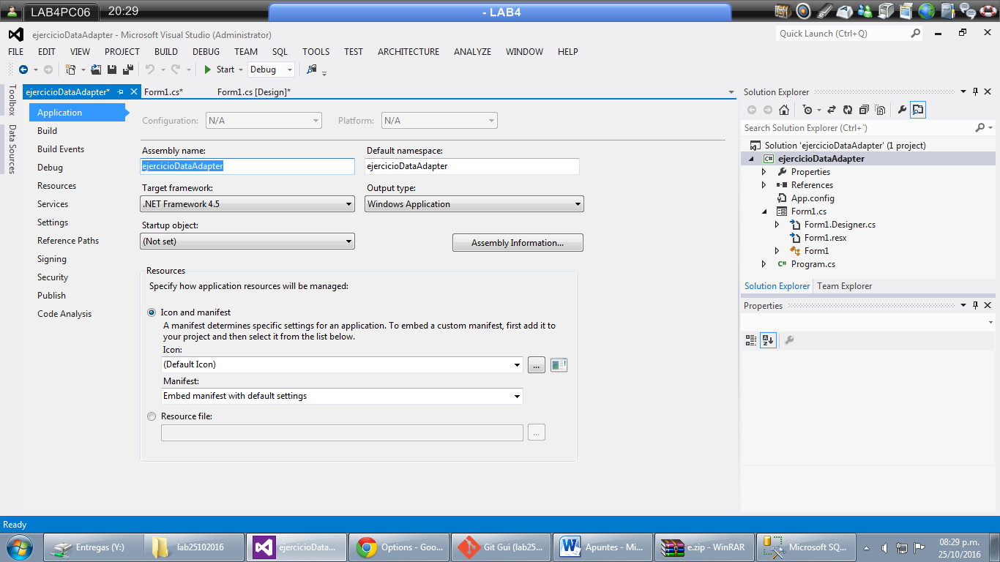 LAB4PC06 20:29 - LAB4
ejercicioDataAdapter - Microsoft Visual Studio (Administrator) Quick Launch (Ctrl+Q)
FILE EDIT VIEW PROJECT BUILD DEBUG TEAM SQL TOOLS TEST ARCHITECTURE ANALYZE WINDOW HELP
Start Debug
Toolbox
Data Sources
ejercicioDataAdapter* Form1.cs* Form1.cs [Design]*
Application
Build
Build Events
Debug
Resources
Services
Settings
Reference Paths
Signing
Security
Publish
Code Analysis
Configuration: N/A Platform: N/A
Assembly name: Default namespace:
ejercicioDataAdapter ejercicioDataAdapter
Target framework: Output type:
.NET Framework 4.5 Windows Application
Startup object:
(Not set) Assembly Information...
Resources
Specify how application resources will be managed:
Icon and manifest
A manifest determines specific settings for an application. To embed a custom manifest, first add it to
your project and then select it from the list below.
Icon:
(Default Icon) ...
Manifest:
Embed manifest with default settings
Resource file:
...
Solution Explorer
Search Solution Explorer (Ctrl+¨)
Solution 'ejercicioDataAdapter' (1 project)
C# ejercicioDataAdapter
Properties
References
App.config
Form1.cs
Form1.Designer.cs
Form1.resx
Form1
C# Program.cs
Solution Explorer Team Explorer
Properties
Ready
Entregas (Y:) lab25102016 ejercicioData... Options - Goo... Git Gui (lab25... Apuntes - Mi... e.zip - WinRAR Microsoft SQ... 08:29 p.m.
25/10/2016